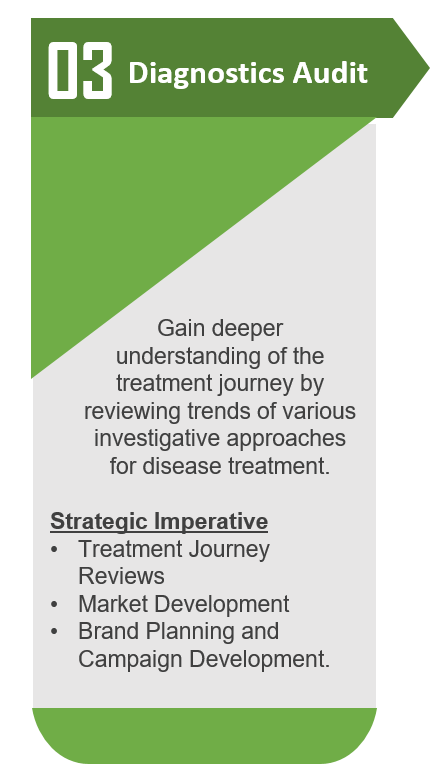 03 Diagnostics Audit
Gain deeper
understanding of the
treatment journey by
reviewing trends of various
investigative approaches
for disease treatment.
Strategic Imperative
• Treatment Journey
Reviews
• Market Development
• Brand Planning and
Campaign Development.